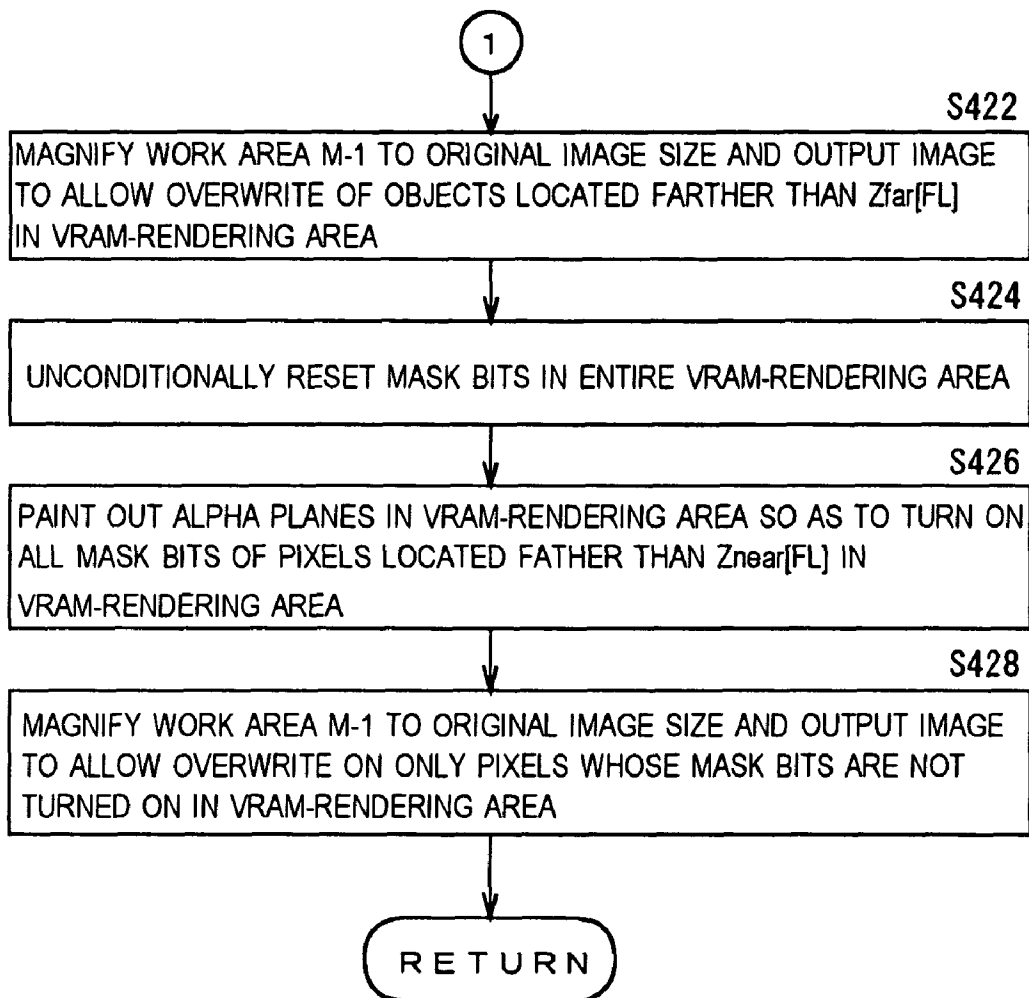 1
S422
MAGNIFY WORK AREA M-1 TO ORIGINAL IMAGE SIZE AND OUTPUT IMAGE
TO ALLOW OVERWRITE OF OBJECTS LOCATED FARTHER THAN Zfar[FL]
IN VRAM-RENDERING AREA
S424
UNCONDITIONALLY RESET MASK BITS IN ENTIRE VRAM-RENDERING AREA
S426
PAINT OUT ALPHA PLANES IN VRAM-RENDERING AREA SO AS TO TURN ON
ALL MASK BITS OF PIXELS LOCATED FATHER THAN Znear[FL] IN
VRAM-RENDERING AREA
S428
MAGNIFY WORK AREA M-1 TO ORIGINAL IMAGE SIZE AND OUTPUT IMAGE
TO ALLOW OVERWRITE ON ONLY PIXELS WHOSE MASK BITS ARE NOT
TURNED ON IN VRAM-RENDERING AREA
RETURN